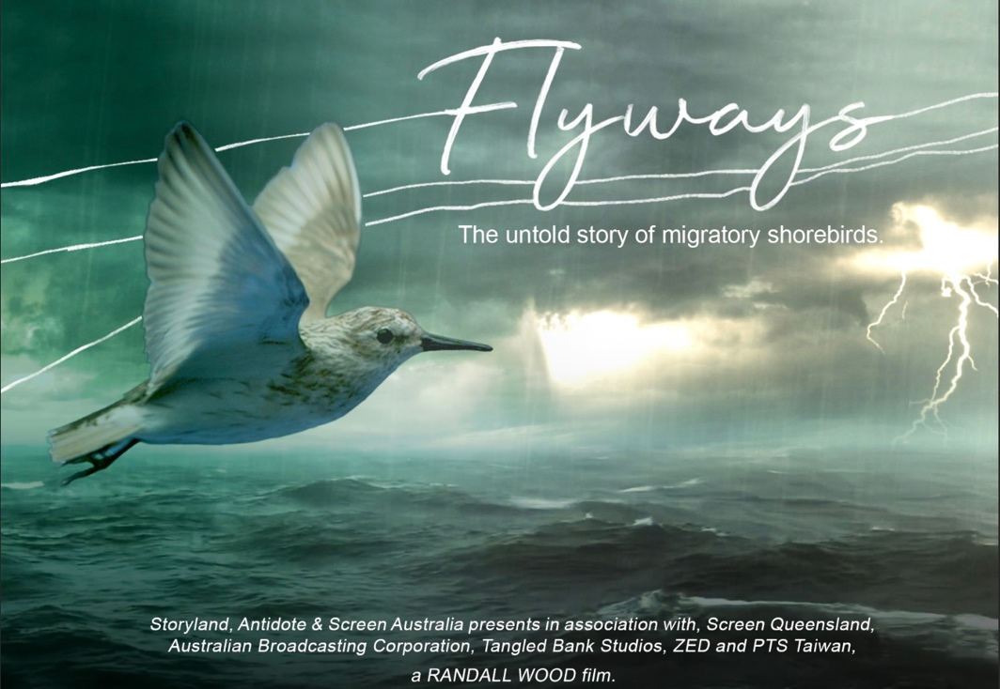 Flyways
The untold story of migratory shorebirds.
Storyland, Antidote & Screen Australia presents in association with, Screen Queensland,
Australian Broadcasting Corporation, Tangled Bank Studios, ZED and PTS Taiwan,
a RANDALL WOOD film.